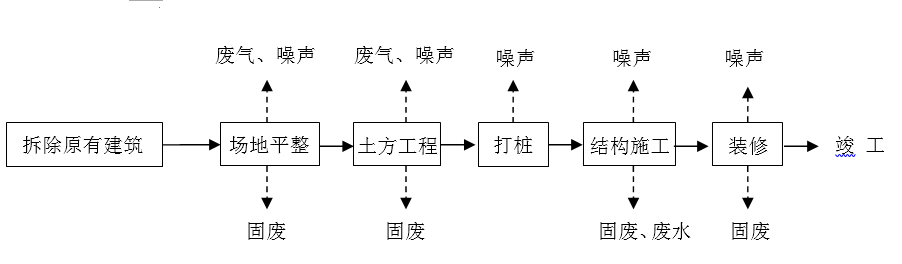 废气、噪声
废气、噪声
噪声
噪声
噪声
拆除原有建筑
场地平整
土方工程
打桩
结构施工
装修
竣 工
固废
固废
固废、废水
固废